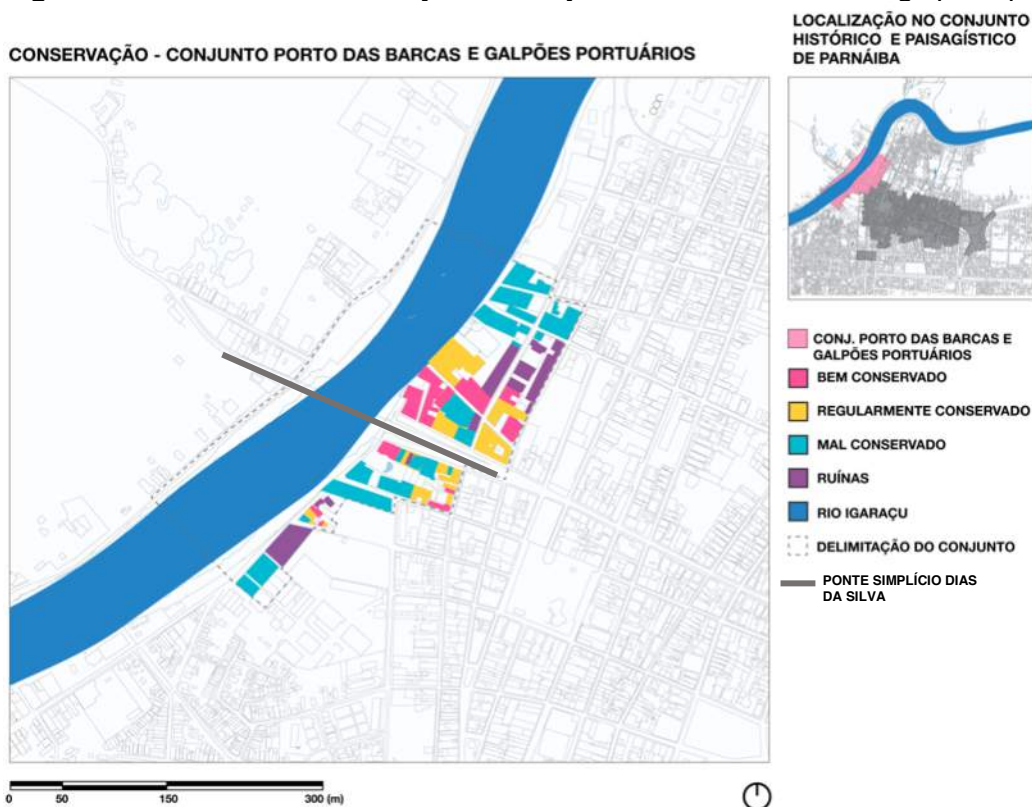 LOCALIZAÇÃO NO CONJUNTO
HISTÓRICO E PAISAGÍSTICO
DE PARNÁIBA
CONSERVAÇÃO - CONJUNTO PORTO DAS BARCAS E GALPÕES PORTUÁRIOS
CONJ. PORTO DAS BARCAS E
GALPÕES PORTUÁRIOS
BEM CONSERVADO
REGULARMENTE CONSERVADO
MAL CONSERVADO
RUÍNAS
RIO IGARAÇU
DELIMITAÇÃO DO CONJUNTO
PONTE SIMPLÍCIO DIAS
DA SILVA
0 50 150 300 (m)